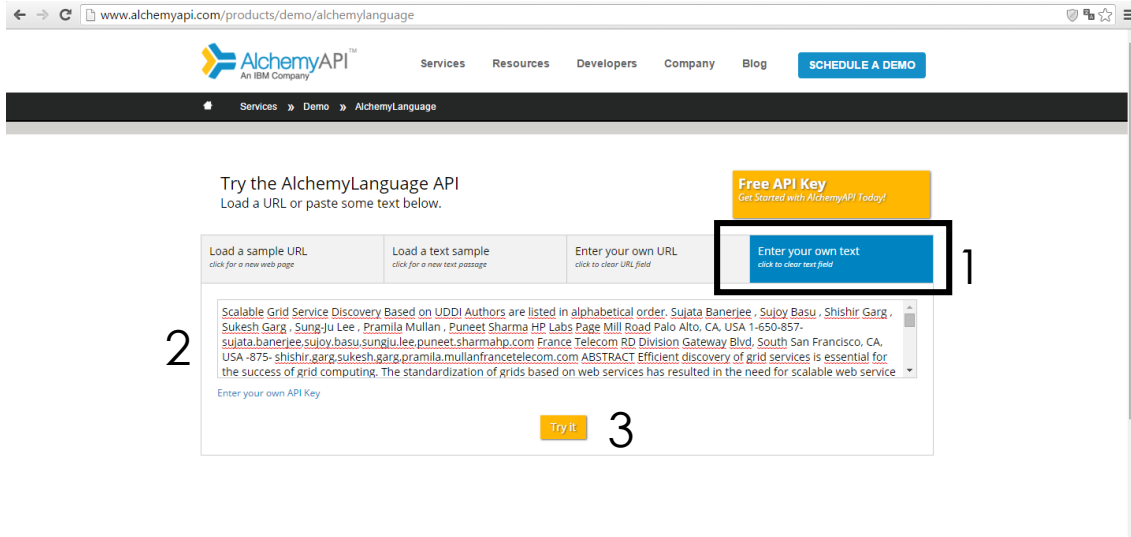 www.alchemyapi.com/products/demo/alchemylanguage
AlchemyAPI™
An IBM Company
Services Resources Developers Company Blog SCHEDULE A DEMO
Services » Demo » AlchemyLanguage
Try the AlchemyLanguage API
Load a URL or paste some text below.
Free API Key
Get Started with AlchemyAPI Today!
Load a sample URL
click for a new web page
Load a text sample
click for a new text passage
Enter your own URL
click to clear URL field
Enter your own text
click to clear text field
1
2
Scalable Grid Service Discovery Based on UDDI Authors are listed in alphabetical order. Sujata Banerjee , Sujoy Basu , Shishir Garg ,
Sukesh Garg , Sung-Ju Lee , Pramila Mullan , Puneet Sharma HP Labs Page Mill Road Palo Alto, CA, USA 1-650-857-
sujata.banerjee,sujoy.basu,sungju.lee,puneet.sharmahp.com France Telecom RD Division Gateway Blvd, South San Francisco, CA,
USA -875- shishir.garg,sukesh.garg,pramila.mullanfrancetelecom.com ABSTRACT Efficient discovery of grid services is essential for
the success of grid computing. The standardization of grids based on web services has resulted in the need for scalable web service
Enter your own API Key
Try it
3